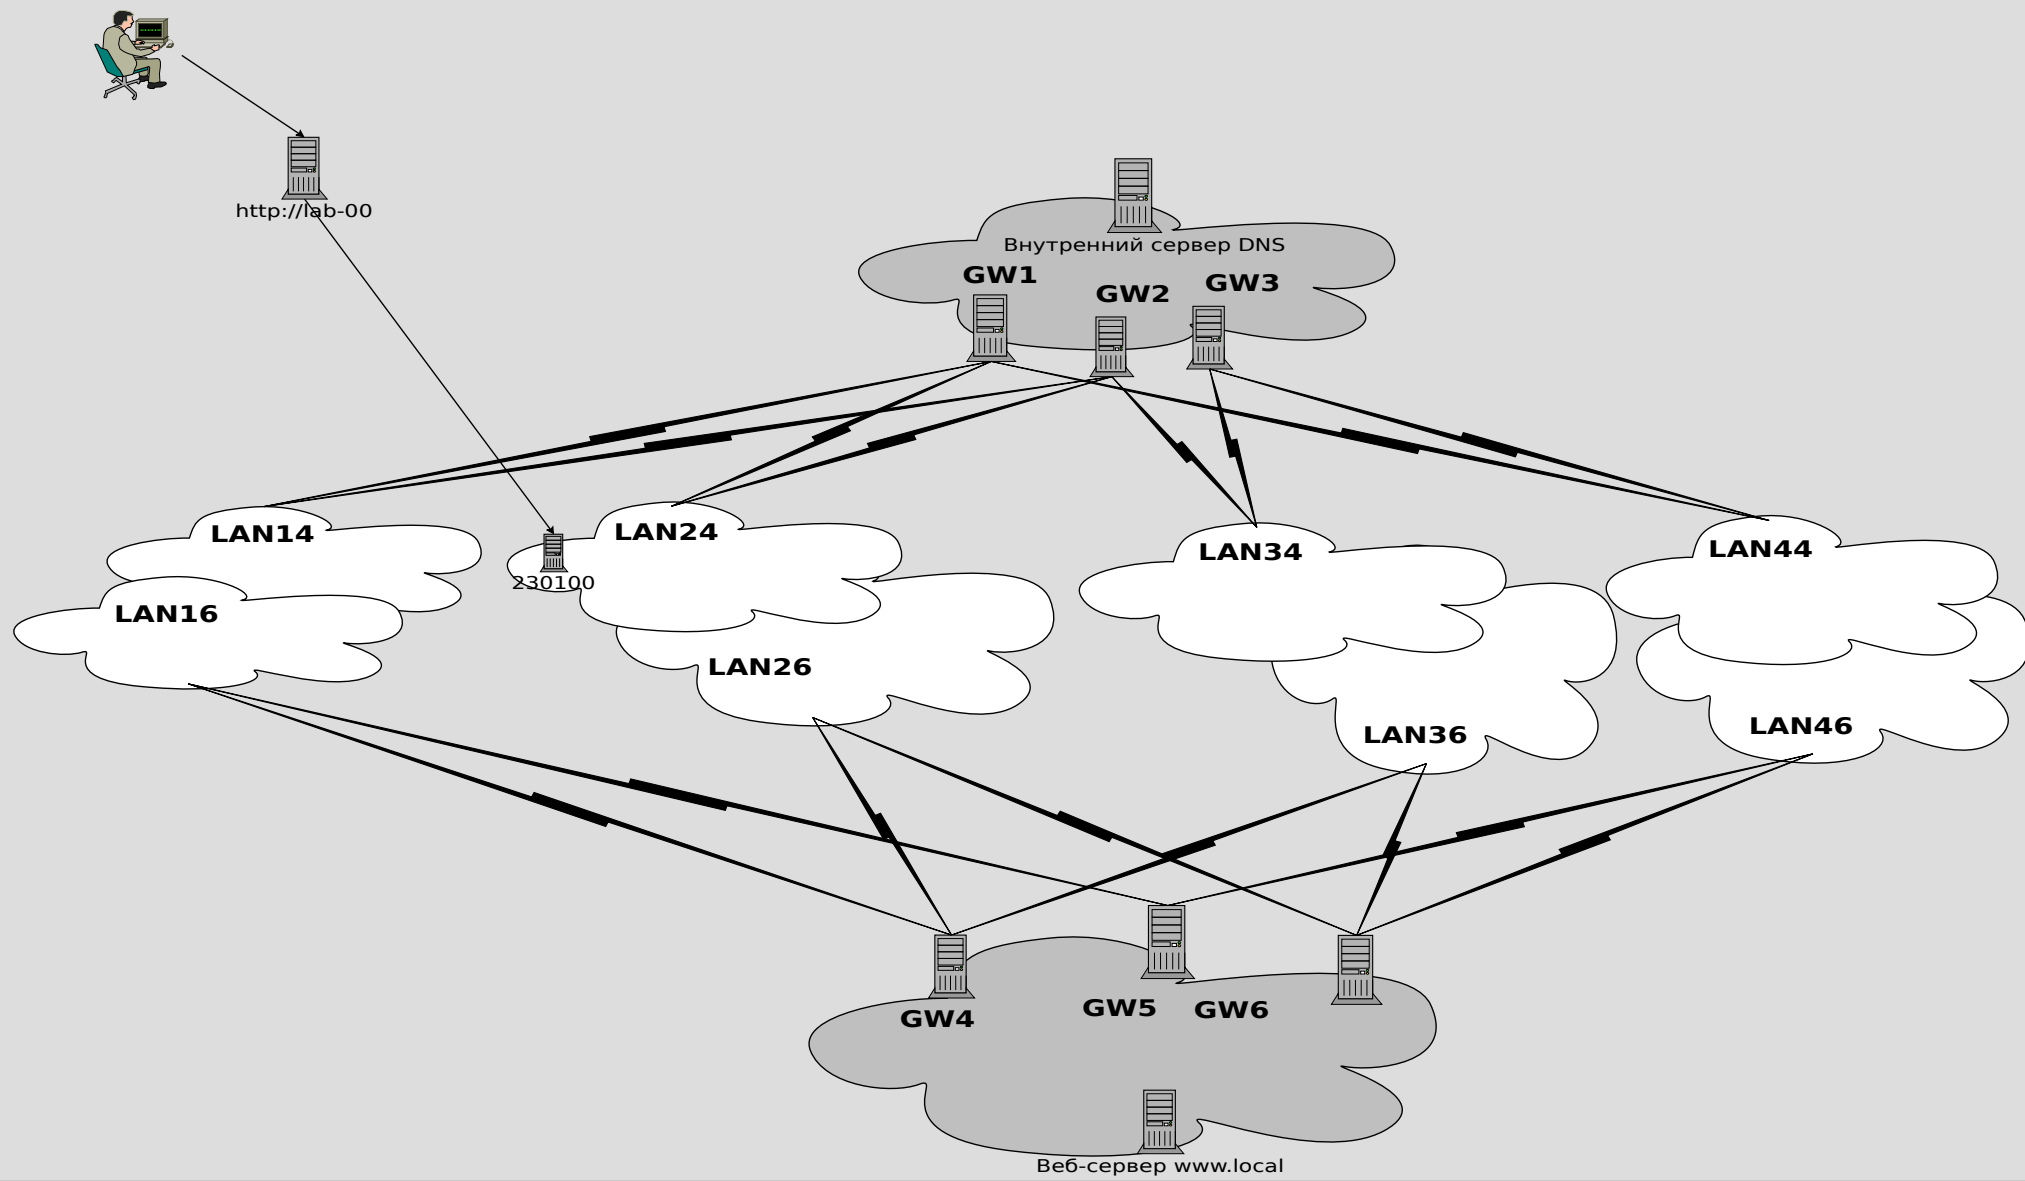 http://lab-00
Внутренний сервер DNS
GW1
GW2
GW3
LAN14
LAN24
LAN34
LAN44
230100
LAN16
LAN26
LAN36
LAN46
GW4
GW5
GW6
Веб-сервер www.local